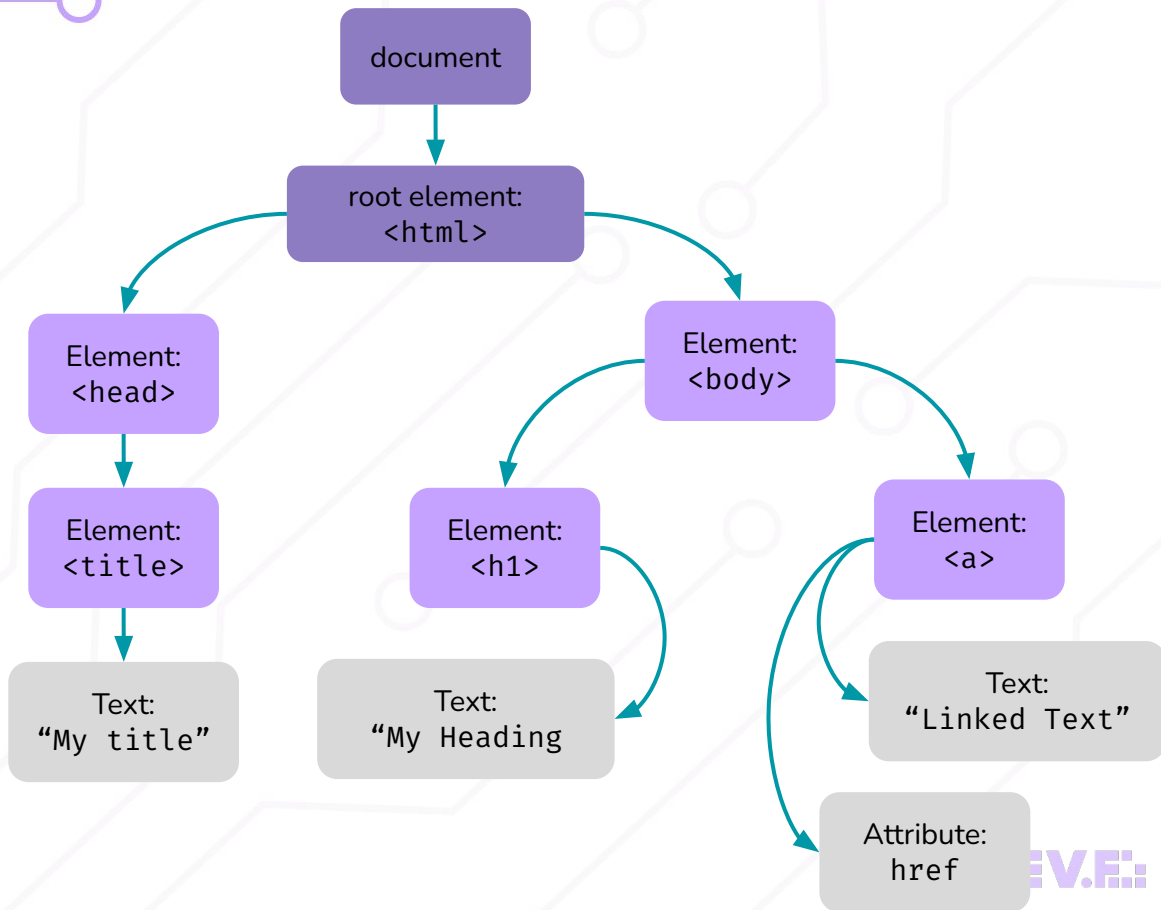 document
root element:
<html>
Element:
<head>
Element:
<body>
Element:
<title>
Element:
<h1>
Element:
<a>
Text:
“My title”
Text:
“My Heading
Text:
“Linked Text”
Attribute:
href